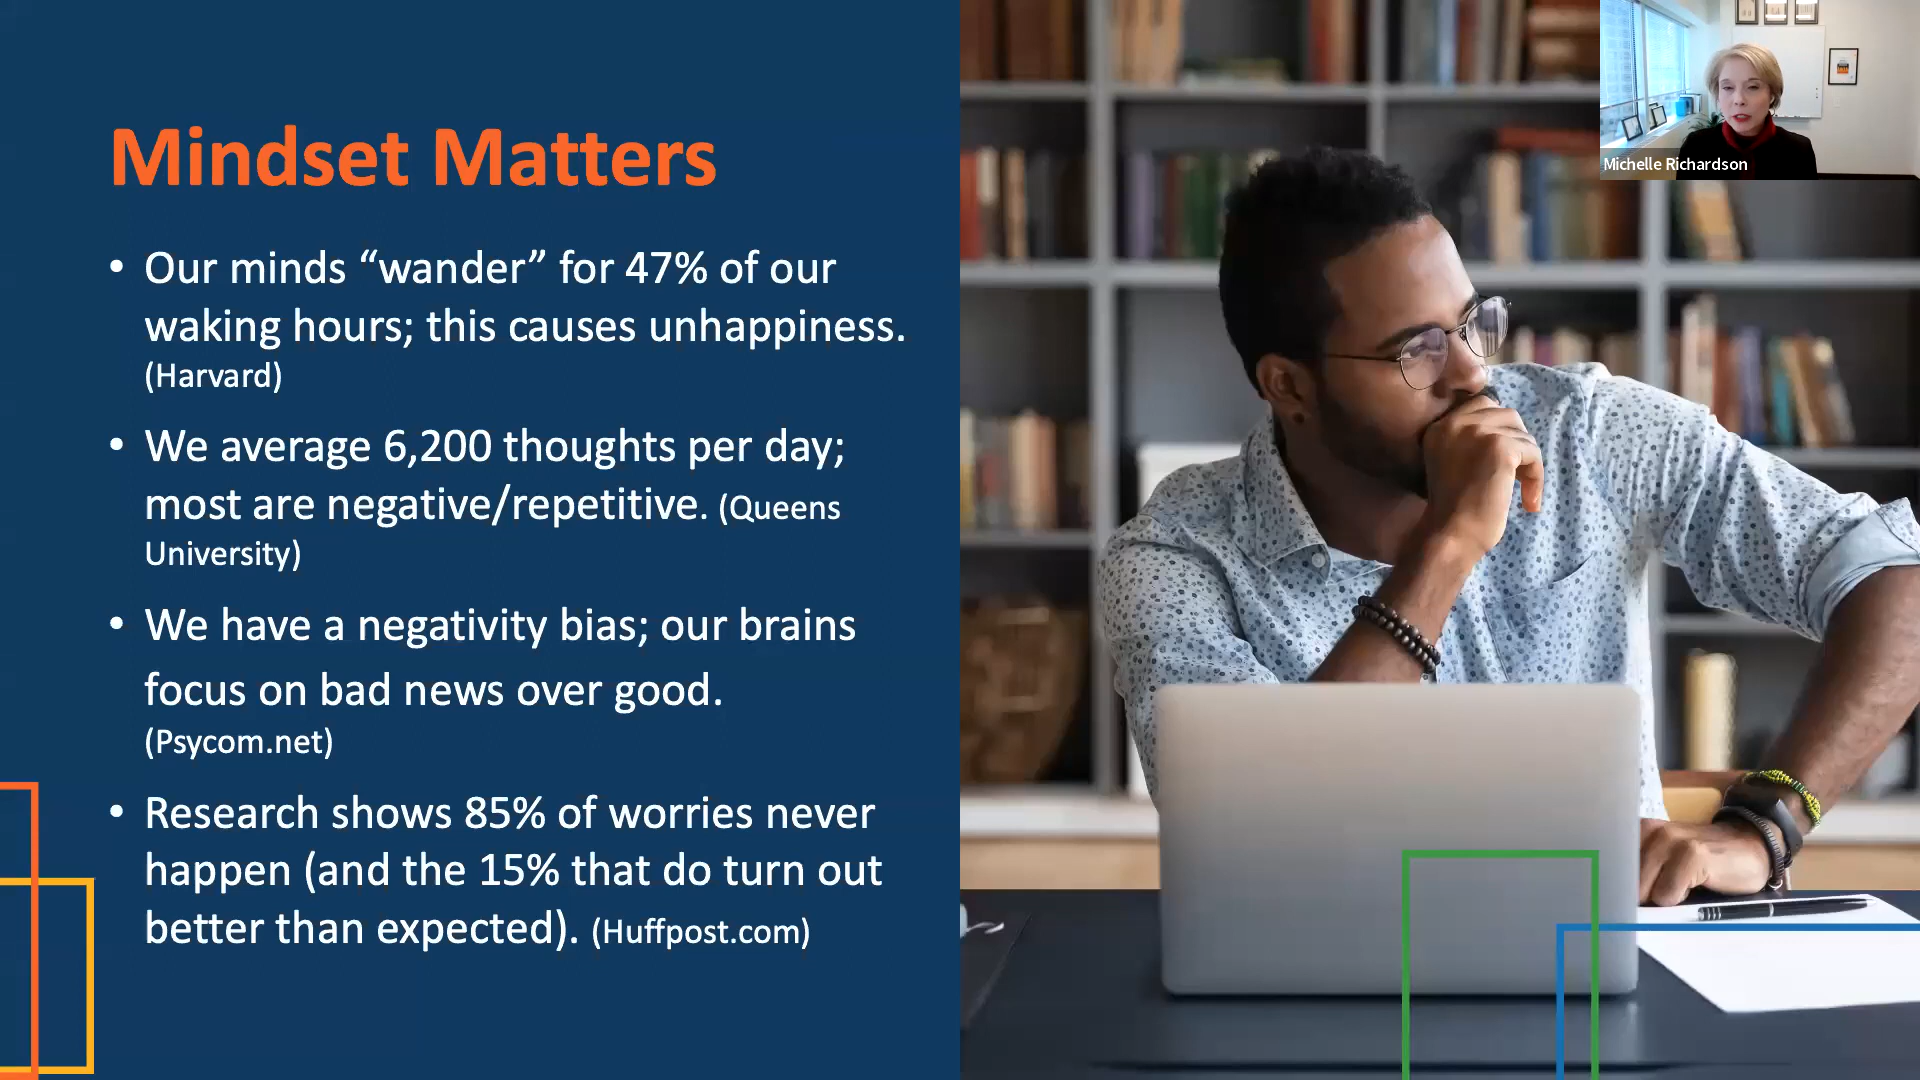 Mindset Matters
• Our minds “wander” for 47% of our
waking hours; this causes unhappiness.
(Harvard)
• We average 6,200 thoughts per day;
most are negative/repetitive. (Queens
University)
• We have a negativity bias; our brains
focus on bad news over good.
(Psycom.net)
• Research shows 85% of worries never
happen (and the 15% that do turn out
better than expected). (Huffpost.com)
Michelle Richardson